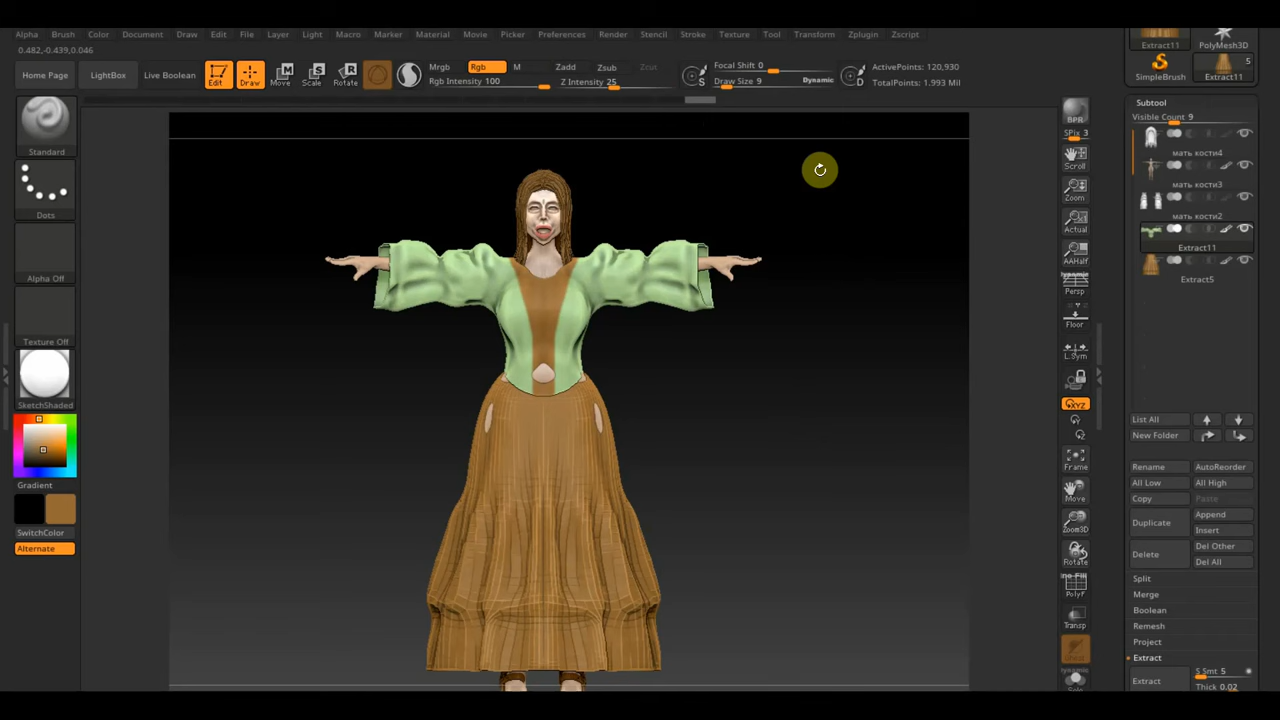 Alpha Brush Color Document Draw Edit File Layer Light Macro Marker Material Movie Picker Preferences Render Stencil Stroke Texture Tool Transform Zplugin Zscript
0.482,-0.439,0.046
Home Page LightBox Live Boolean Edit Draw Move Scale Rotate
Mrgb Rgb M Zadd Zsub Zcut
Rgb Intensity 100 Z Intensity 25
Focal Shift 0
Draw Size 9 Dynamic
ActivePoints: 120,930
TotalPoints: 1.993 Mil
Standard
Dots
Alpha Off
Texture Off
SketchShaded
Gradient
SwitchColor
Alternate
BPR
SPix 3
Scroll
Zoom
Actual
AAHalf
Persp
Floor
L.Sym
XYZ
Frame
Move
Zoom3D
Rotate
PolyF
Transp
Ghost
Solo
Extract11 PolyMesh3D
5
SimpleBrush Extract11
Subtool
Visible Count 9
мать кости4
мать кости3
мать кости2
Extract11
Extract5
List All
New Folder
Rename AutoReorder
All Low All High
Copy Paste
Duplicate Append
Insert
Delete Del Other
Del All
Split
Merge
Boolean
Remesh
Project
Extract
Extract S Smt 5
Thick 0.02